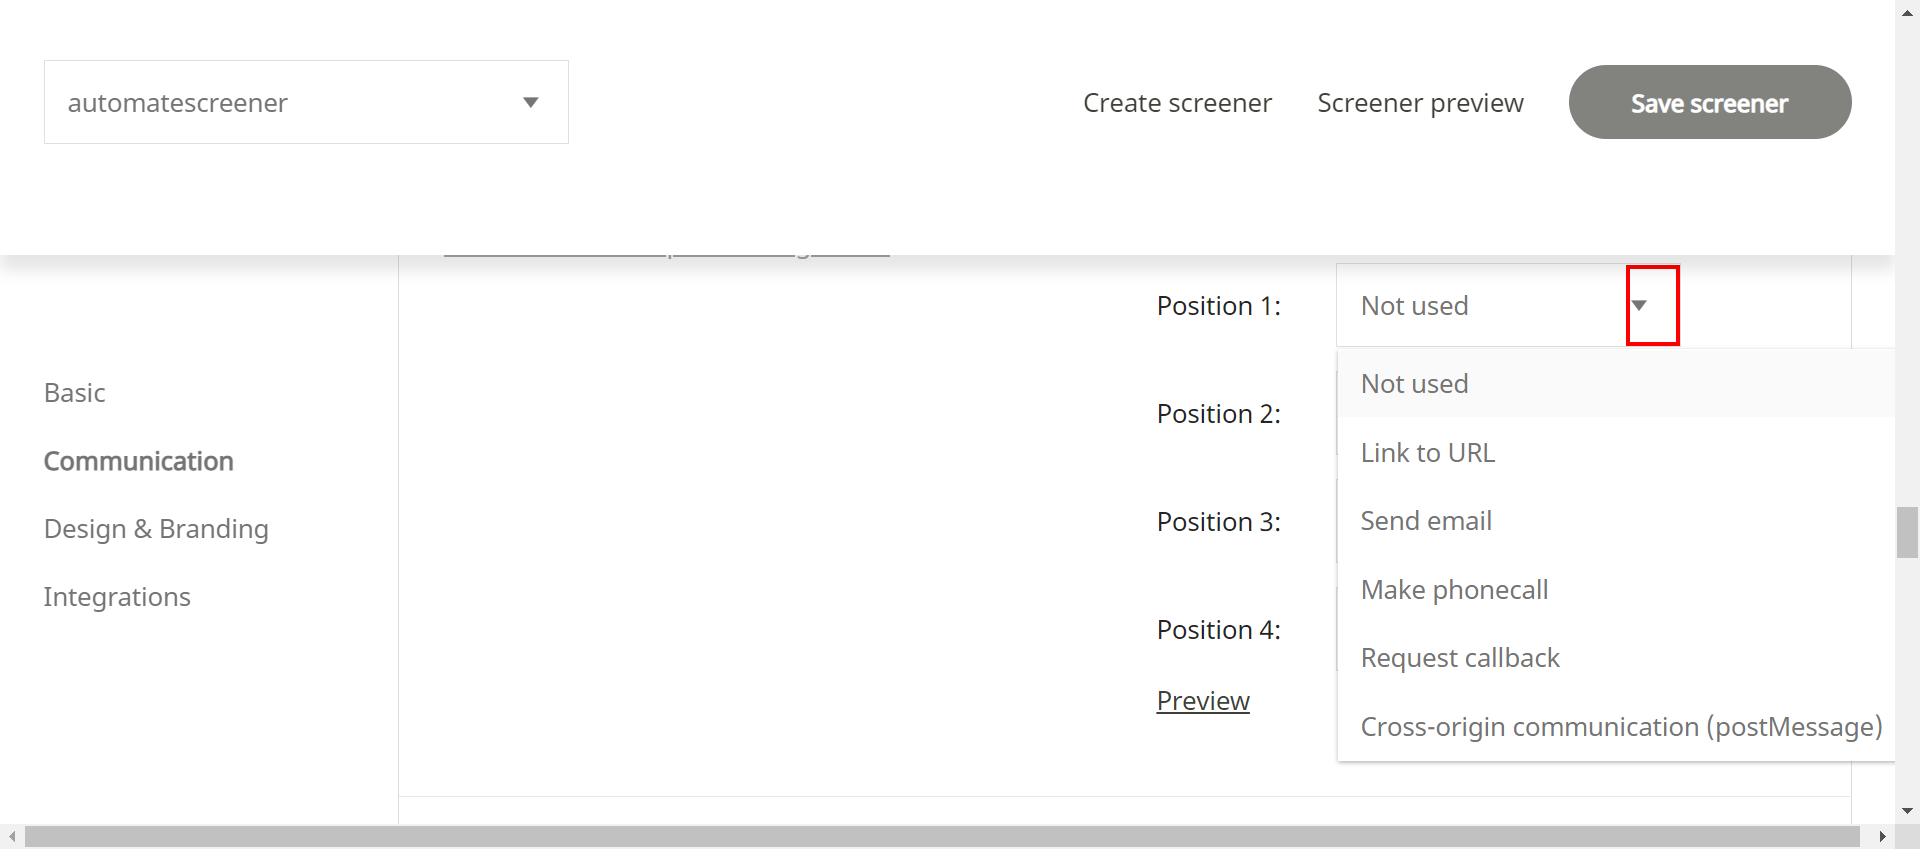 automatescreener
Create screener
Screener preview
Save screener
Basic
Communication
Design & Branding
Integrations
Position 1:
Not used
Not used
Position 2:
Link to URL
Send email
Position 3:
Make phonecall
Position 4:
Request callback
Preview
Cross-origin communication (postMessage)